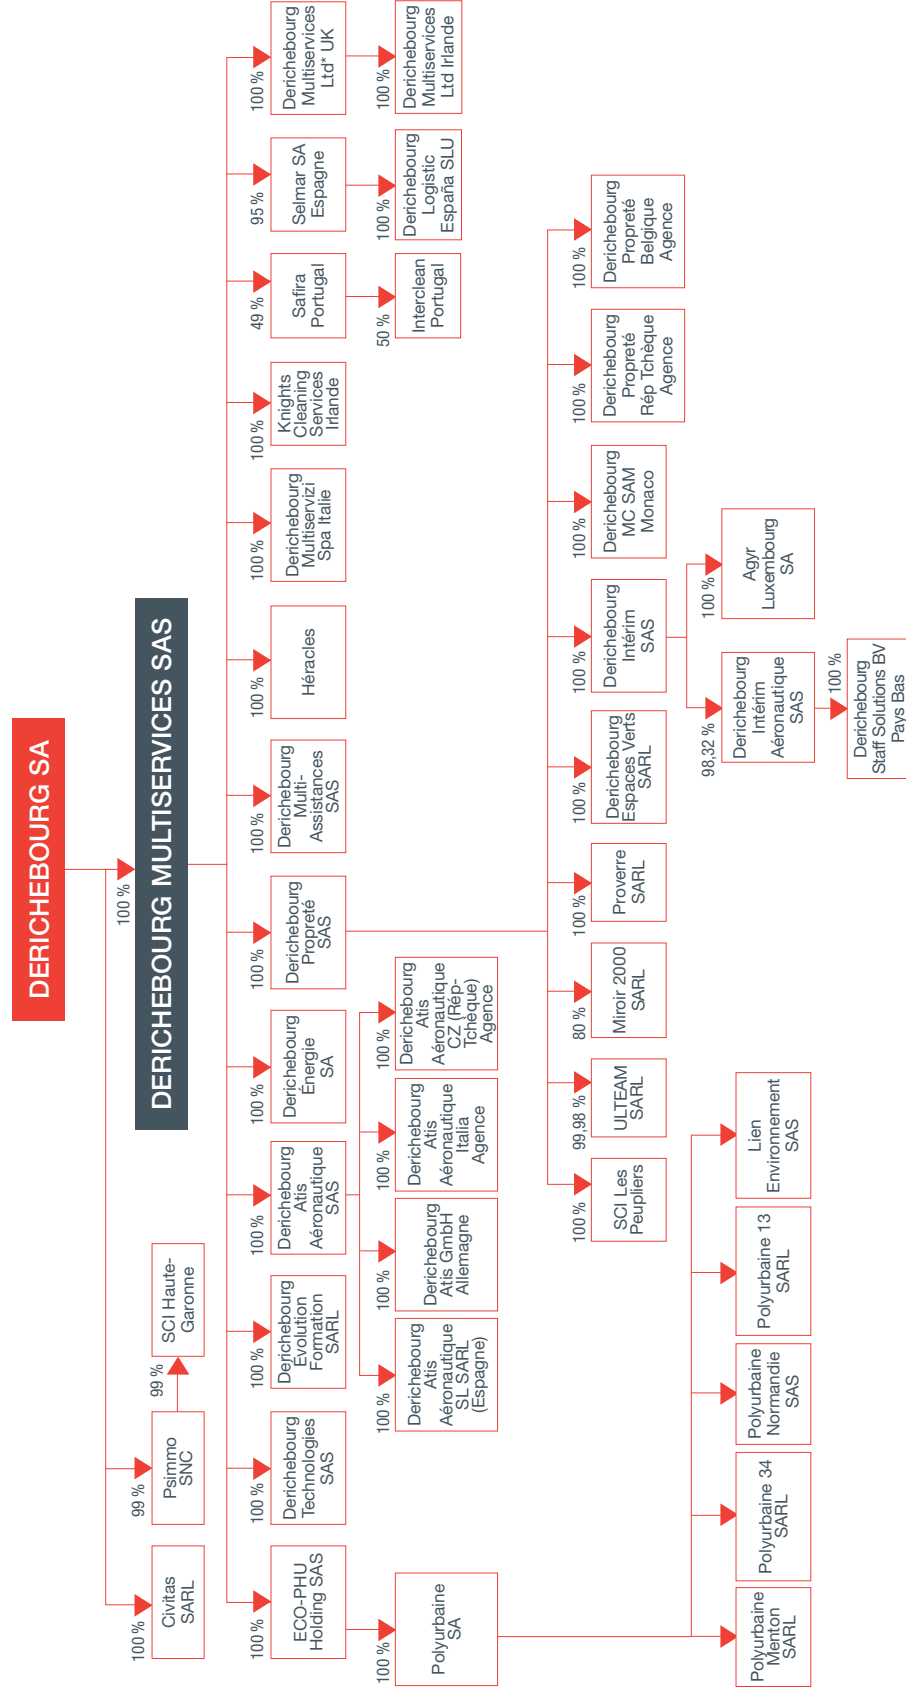 DERICHEBOURG SA
100 %
Civitas
SARL
99 %
Psimmo
SNC
99 %
SCI Haute-
Garonne
100 %
DERICHEBOURG MULTISERVICES SAS
100 %
ECO-PHU
Holding SAS
100 %
Derichebourg
Technologies
SAS
100 %
Derichebourg
Evolution
Formation
SARL
100 %
Derichebourg
Atis
Aéronautique
SAS
100 %
Derichebourg
Énergie
SA
100 %
Derichebourg
Propreté
SAS
100 %
Derichebourg
Multi-
Assistances
SAS
100 %
Héracles
100 %
Derichebourg
Multiservizi
Spa Italie
100 %
Knights
Cleaning
Services
Irlande
49 %
Safira
Portugal
95 %
Selmar SA
Espagne
100 %
Derichebourg
Multiservices
Ltd* UK
100 %
Polyurbaine
SA
100 %
Derichebourg
Atis
Aéronautique
SL SARL
(Espagne)
100 %
Derichebourg
Atis GmbH
Allemagne
100 %
Derichebourg
Atis
Aéronautique
Italia
Agence
100 %
Derichebourg
Atis
Aéronautique
CZ (Rép-
Tchèque)
Agence
50 %
Interclean
Portugal
100 %
Derichebourg
Logistic
España SLU
100 %
Derichebourg
Multiservices
Ltd Irlande
100 %
SCI Les
Peupliers
99,98 %
ULTEAM
SARL
80 %
Miroir 2000
SARL
100 %
Proverre
SARL
100 %
Derichebourg
Espaces Verts
SARL
100 %
Derichebourg
Intérim
SAS
100 %
Derichebourg
MC SAM
Monaco
100 %
Derichebourg
Propreté
Rép Tchèque
Agence
100 %
Derichebourg
Propreté
Belgique
Agence
98,32 %
Derichebourg
Intérim
Aéronautique
SAS
100 %
Agyr
Luxembourg
SA
100 %
Derichebourg
Staff Solutions BV
Pays Bas
Polyurbaine
Menton
SARL
Polyurbaine 34
SARL
Polyurbaine
Normandie
SAS
Polyurbaine 13
SARL
Lien
Environnement
SAS